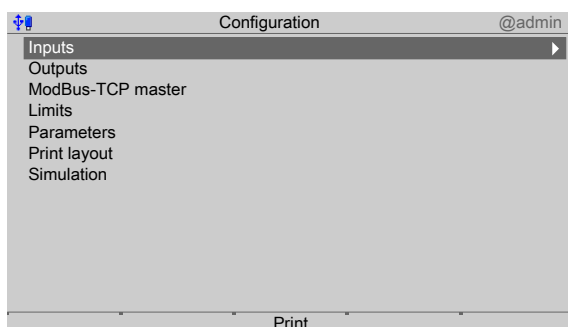 Configuration @admin
Inputs
Outputs
ModBus-TCP master
Limits
Parameters
Print layout
Simulation
Print